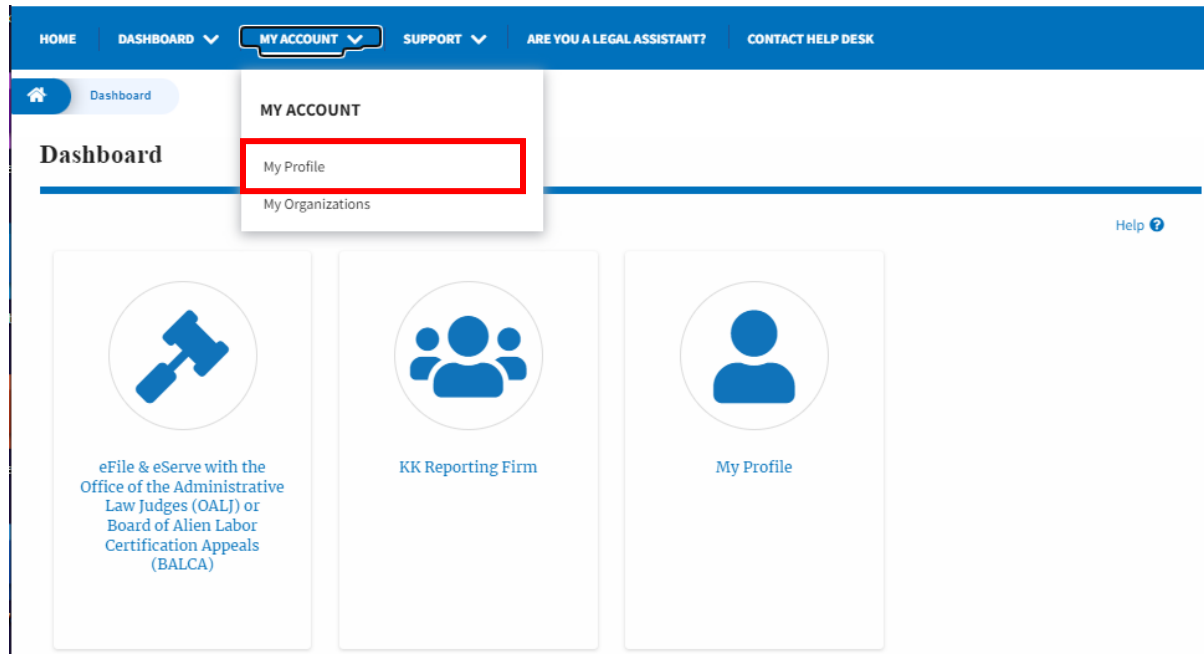 HOME DASHBOARD MY ACCOUNT SUPPORT ARE YOU A LEGAL ASSISTANT? CONTACT HELP DESK
Dashboard
MY ACCOUNT
My Profile
My Organizations
Dashboard
Help
eFile & eServe with the
Office of the Administrative
Law Judges (OALJ) or
Board of Alien Labor
Certification Appeals
(BALCA)
KK Reporting Firm
My Profile